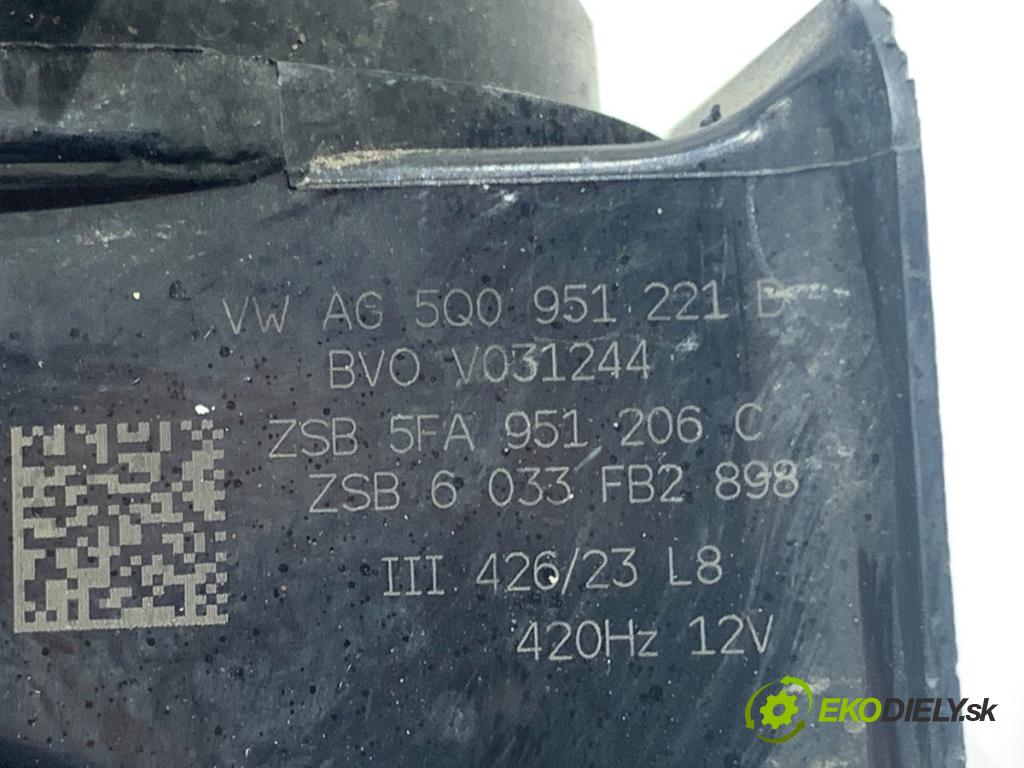 VW AG 5Q0 951 221 D
BVO V031244
ZSB 5FA 951 206 C
ZSB 6 033 FB2 898
III 426/23 L8
420Hz 12V
EKODIELY.sk